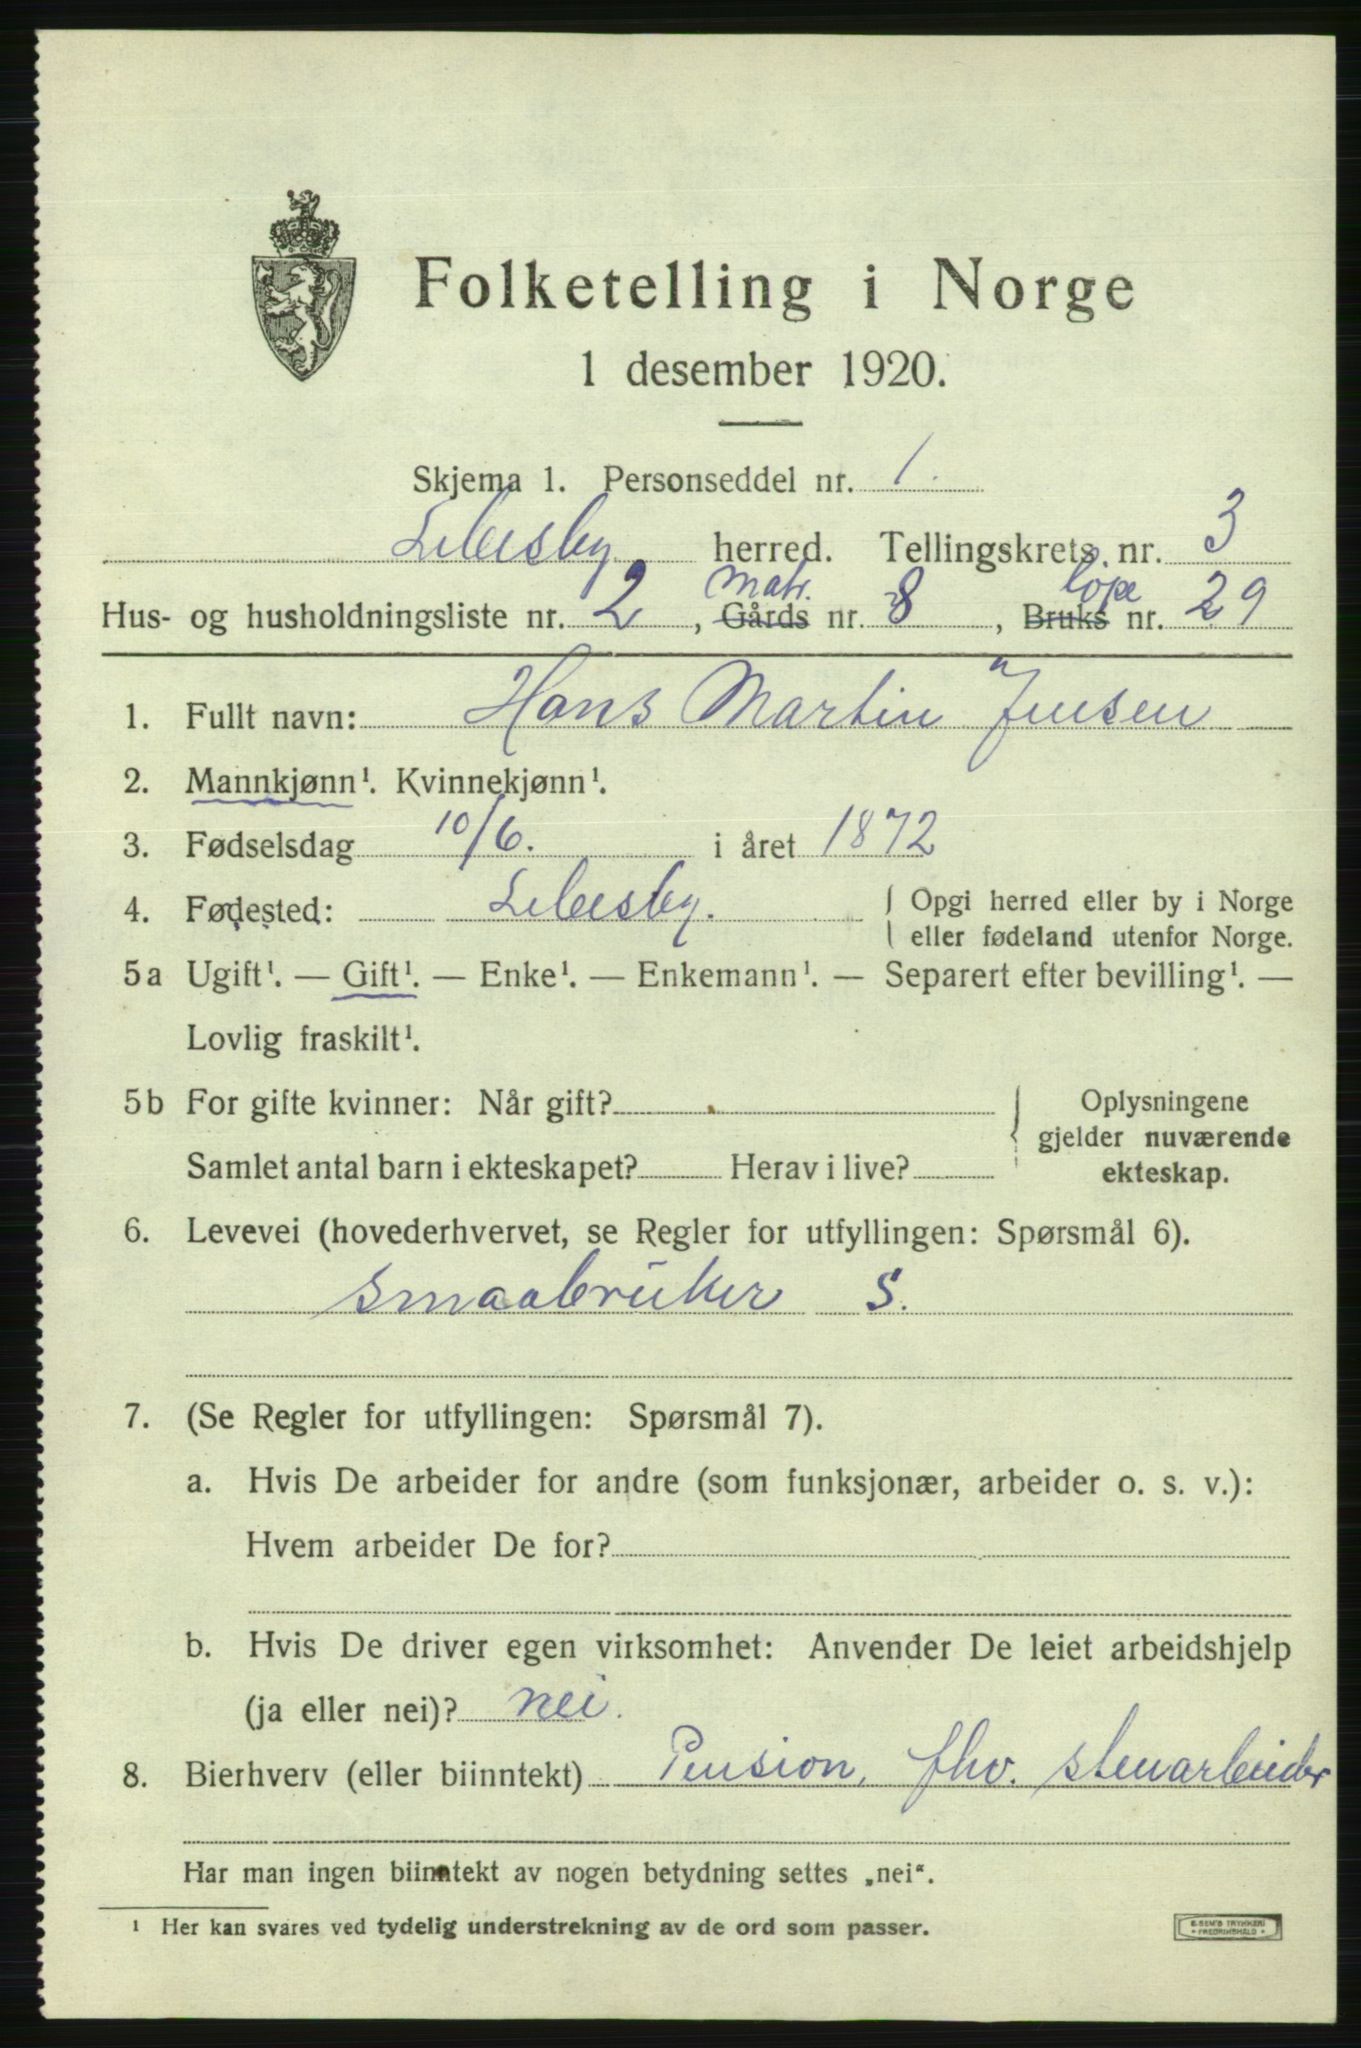 Folketelling i Norge
1 desember 1920.
Skjema 1. Personseddel nr. 1.
Lebesby herred. Tellingskrets nr. 3
Matr. Løpe
Hus- og husholdningsliste nr. 2, Gårds nr. 8, Bruks nr. 29
1. Fullt navn: Hans Martin Jensen
2. Mannkjønn¹. Kvinnekjønn¹.
3. Fødselsdag 10/6. i året 1872
4. Fødested: Lebesby. { Opgi herred eller by i Norge
eller fødeland utenfor Norge.
5a Ugift¹. — Gift¹. — Enke¹. — Enkemann¹. — Separert efter bevilling¹. —
Lovlig fraskilt¹.
5b For gifte kvinner: Når gift? { Oplysningene
gjelder nuværende
Samlet antal barn i ekteskapet? Herav i live? ekteskap.
6. Levevei (hovederhvervet, se Regler for utfyllingen: Spørsmål 6).
smaabruker S.
7. (Se Regler for utfyllingen: Spørsmål 7).
a. Hvis De arbeider for andre (som funksjonær, arbeider o. s. v.):
Hvem arbeider De for?
b. Hvis De driver egen virksomhet: Anvender De leiet arbeidshjelp
(ja eller nei)? nei.
8. Bierhverv (eller biinntekt) Pension, fhv. stenarbeider
Har man ingen biinntekt av nogen betydning settes „nei".
¹ Her kan svares ved tydelig understrekning av de ord som passer.
E. SEM'S TRYKKERI
FREDRIKSHALD